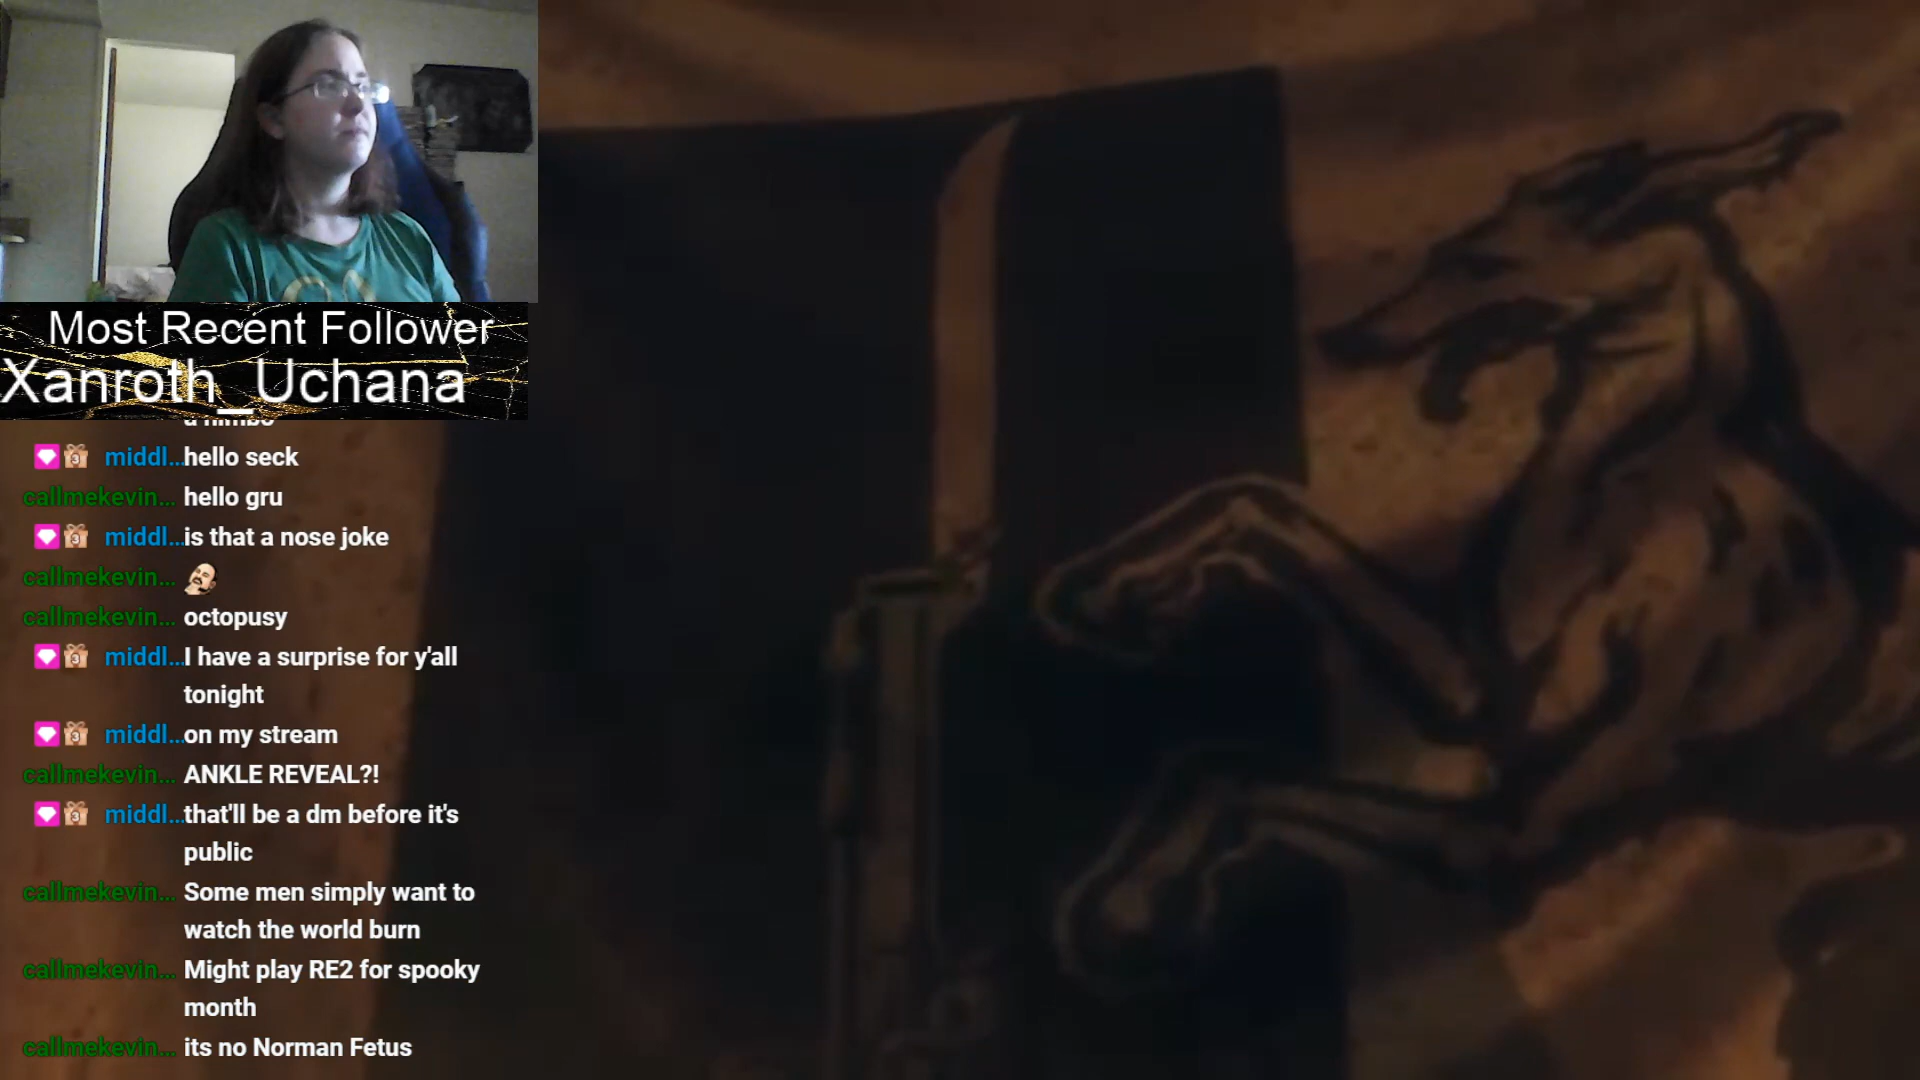 Most Recent Follower
Xanroth_Uchana
a himbo
middl... hello seck
callmekevin... hello gru
middl... is that a nose joke
callmekevin...
callmekevin... octopusy
middl... I have a surprise for y'all
tonight
middl... on my stream
callmekevin... ANKLE REVEAL?!
middl... that'll be a dm before it's
public
callmekevin... Some men simply want to
watch the world burn
callmekevin... Might play RE2 for spooky
month
callmekevin... its no Norman Fetus